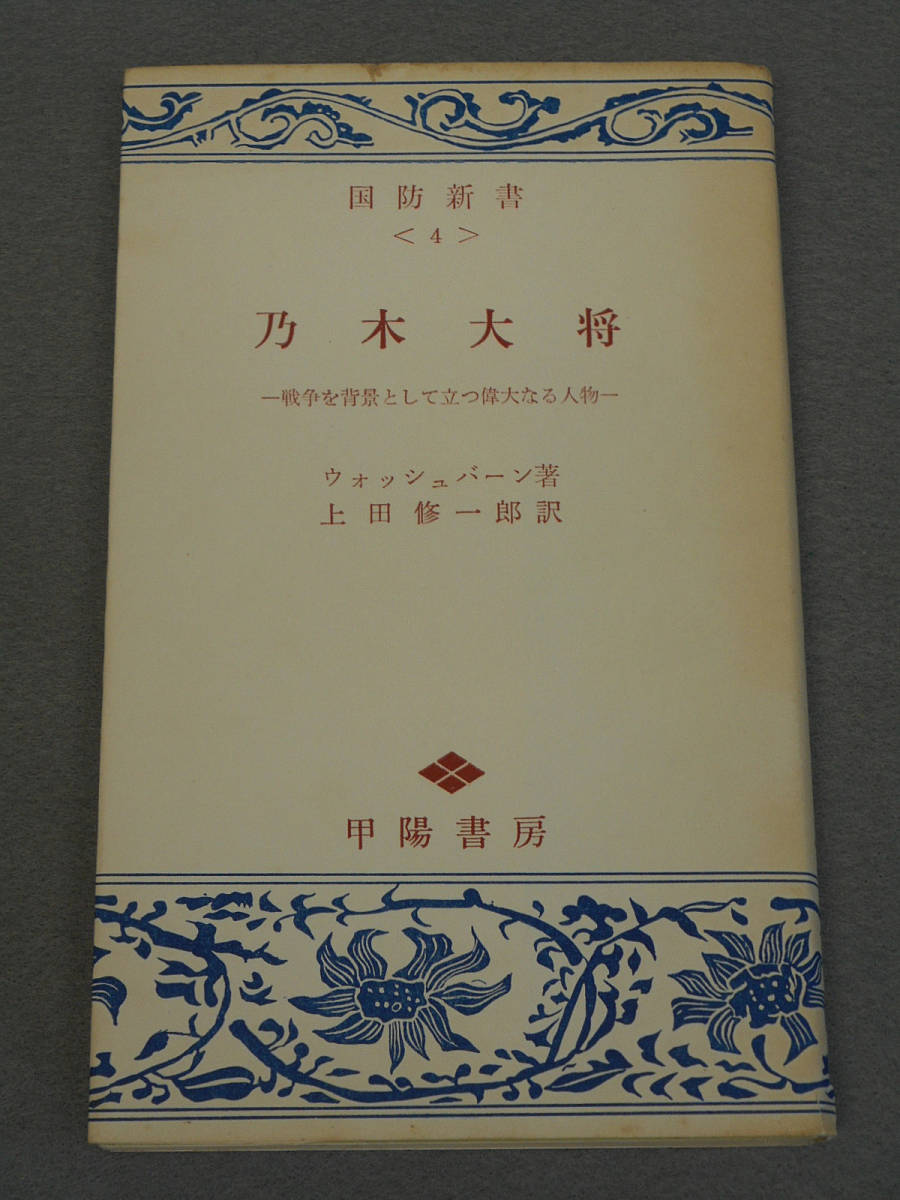 国防新書
＜4＞
乃木大将
―戦争を背景として立つ偉大なる人物―
ウォッシュバーン著
上田修一郎訳
甲陽書房